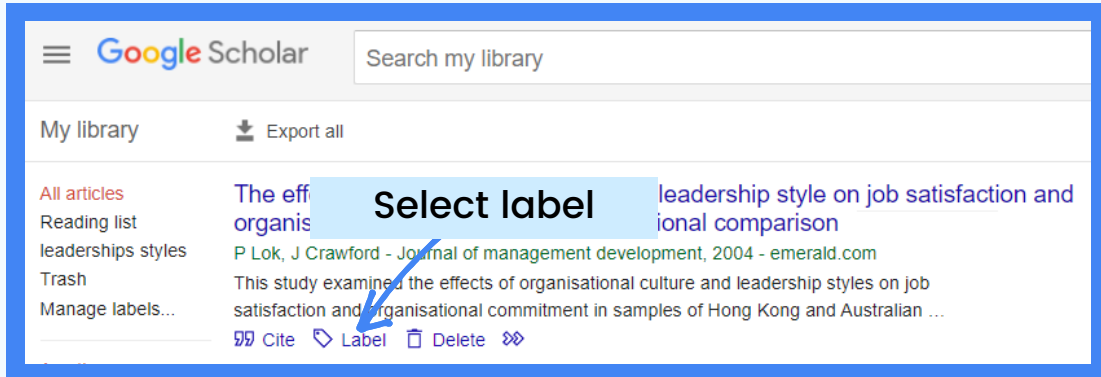 Google Scholar
Search my library
My library
Export all
All articles
Reading list
leaderships styles
Trash
Manage labels...
Select label
The eff leadership style on job satisfaction and
organis ional comparison
P Lok, J Crawford - Journal of management development, 2004 - emerald.com
This study examined the effects of organisational culture and leadership styles on job
satisfaction and organisational commitment in samples of Hong Kong and Australian …
Cite Label Delete